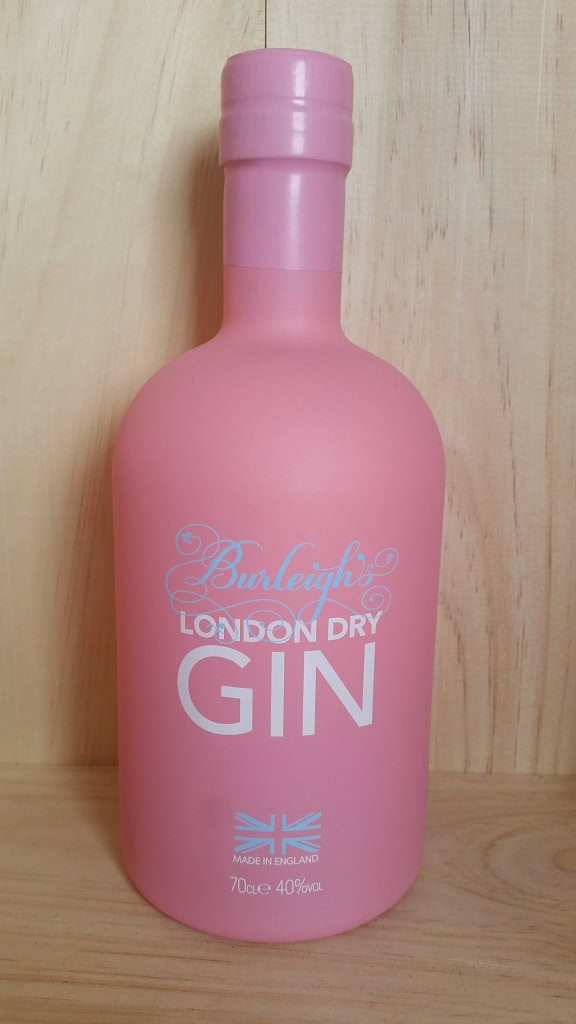 Burleigh's
LONDON DRY
GIN
MADE IN ENGLAND
70CL℮ 40%VOL